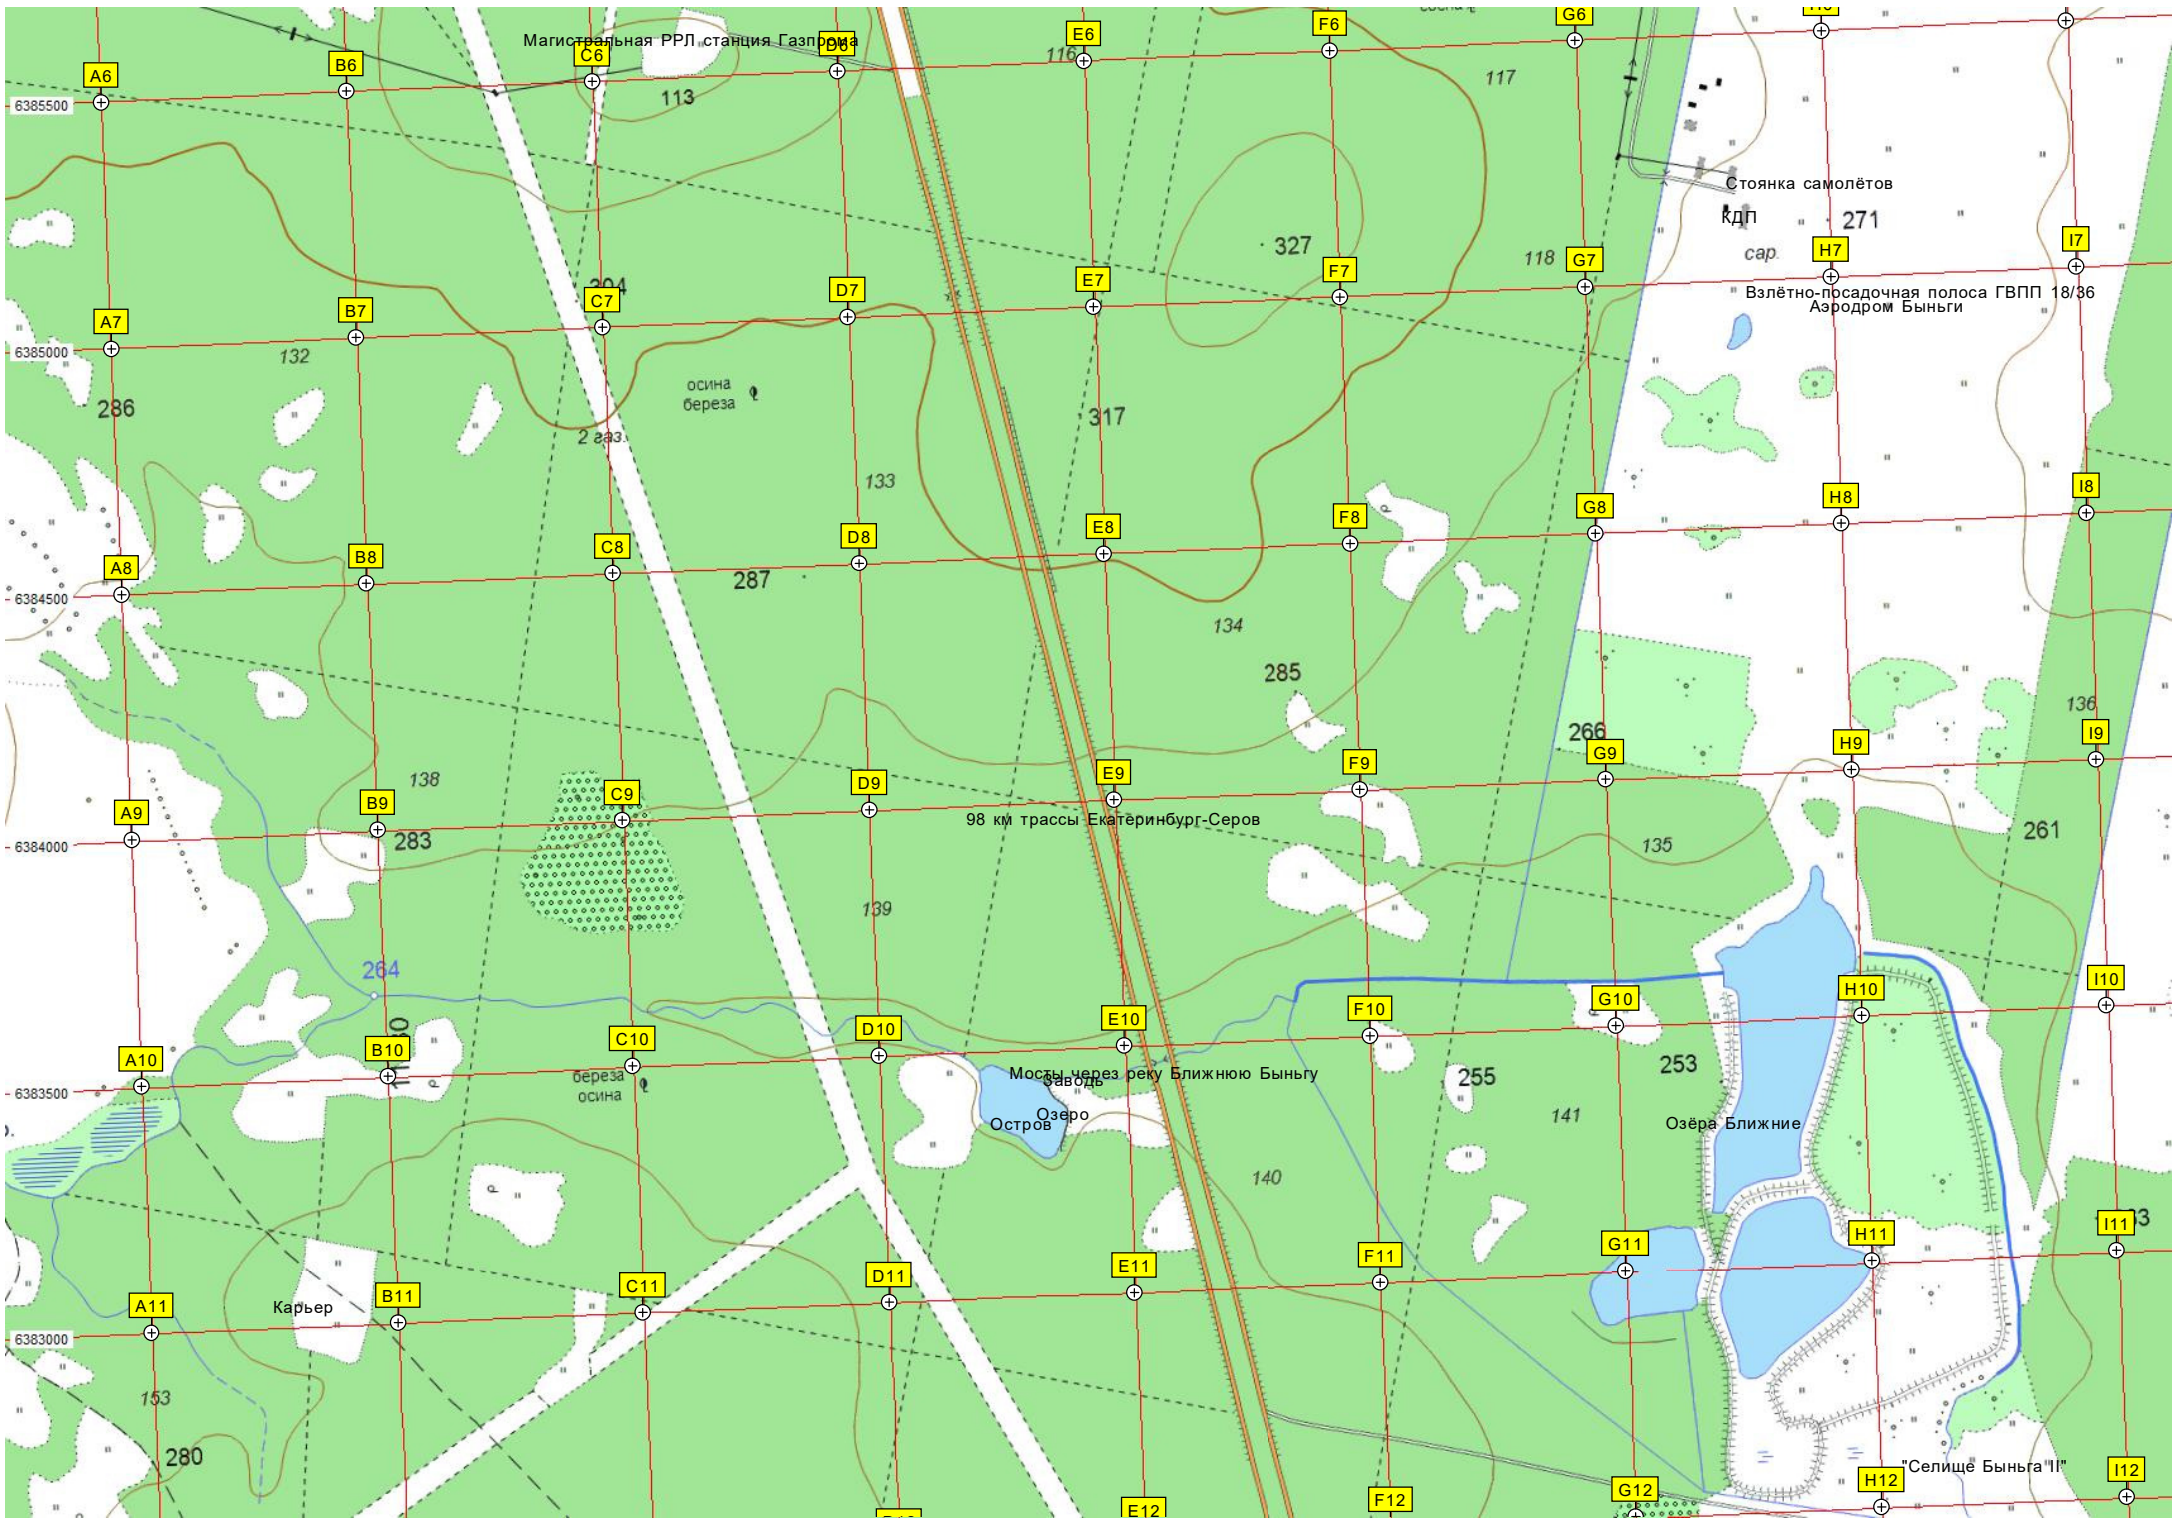 сосна
H6
G6
F6
E6
Магистральная РРЛ станция Газпрома
D6
C6
B6
A6
116
117
113
6385500
Стоянка самолётов
КДП
271
327
118
сар.
I7
H7
G7
F7
E7
D7
C7
B7
A7
304
Взлётно-посадочная полоса ГВПП 18/36
Аэродром Быньги
6385000
132
осина
береза
286
317
2 газ.
133
I8
H8
G8
F8
E8
D8
C8
B8
A8
287
6384500
134
285
136
266
I9
H9
G9
F9
E9
D9
C9
B9
A9
138
98 км трассы Екатеринбург-Серов
283
261
6384000
135
139
264
I10
H10
G10
F10
E10
D10
C10
B10
A10
253
255
береза
осина
Мосты через реку Ближнюю Быньгу
Заводь
6383500
Озеро
Остров
141
Озёра Ближние
140
I11
H11
G11
F11
E11
D11
C11
B11
A11
Карьер
6383000
153
280
"Селище Быньга II"
I12
H12
G12
F12
E12
D12